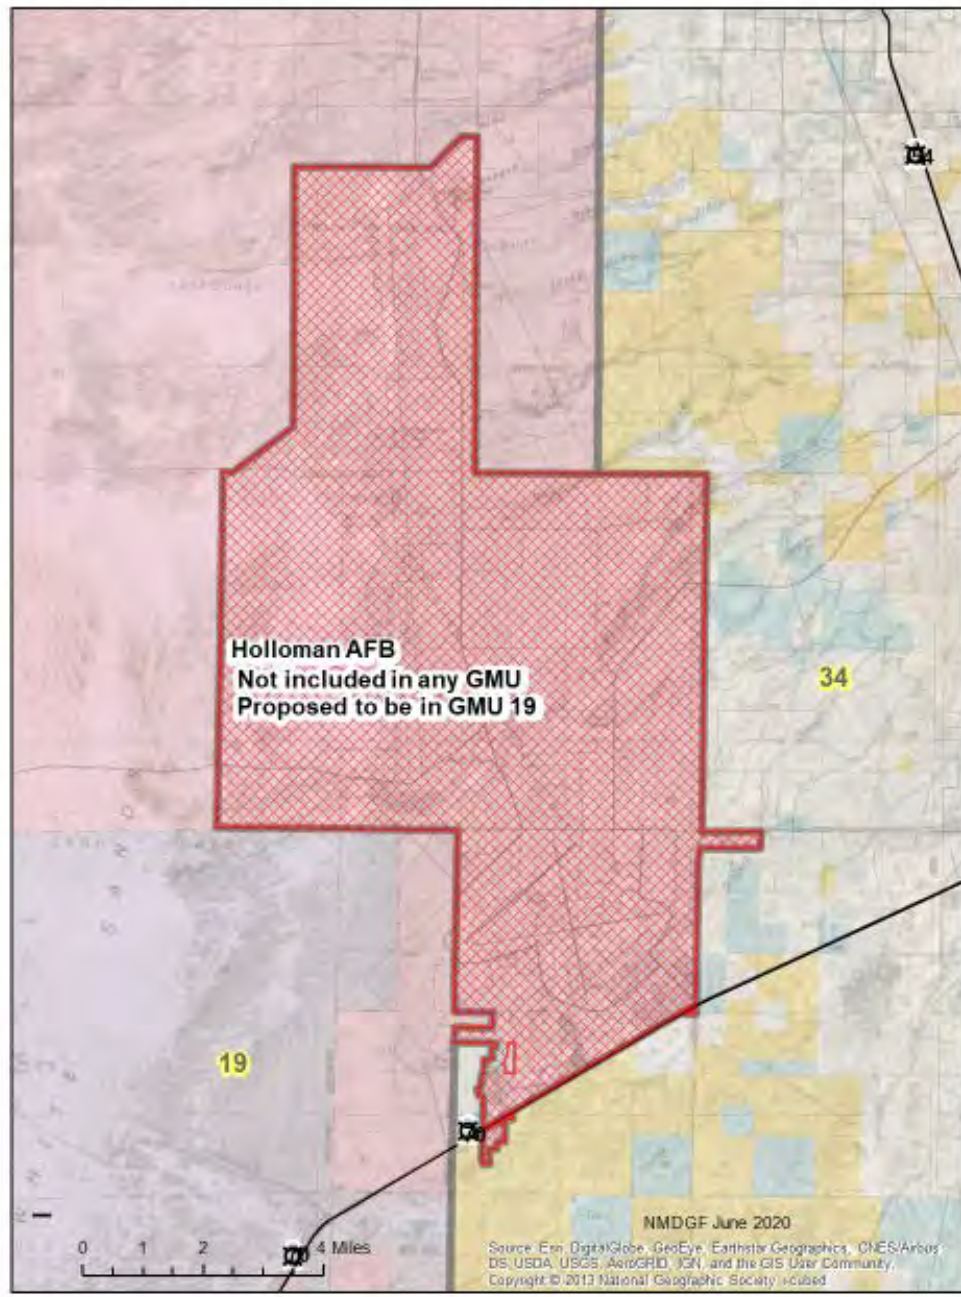 Holloman AFB
Not included in any GMU
Proposed to be in GMU 19
34
19
NMDGF June 2020
0 1 2 4 Miles
Source: Esri, DigitalGlobe, GeoEye, Earthstar Geographics, CNES/Airbus
DS, USDA, USGS, AeroGRID, IGN, and the GIS User Community,
Copyright © 2013 National Geographic Society, i-cubed